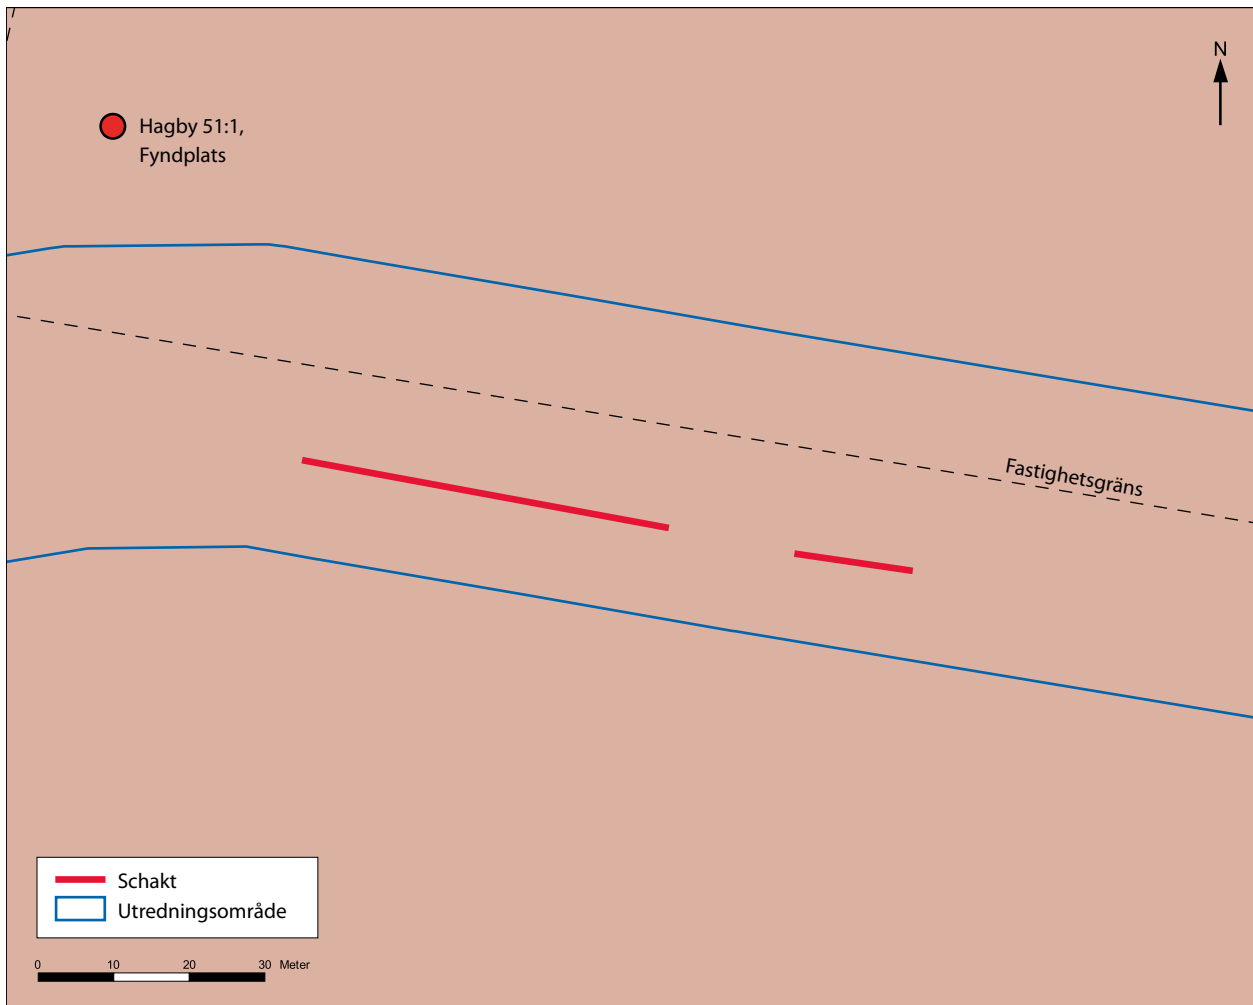 N
Hagby 51:1,
Fyndplats
Fastighetsgräns
Schakt
Utredningsområde
0 10 20 30 Meter